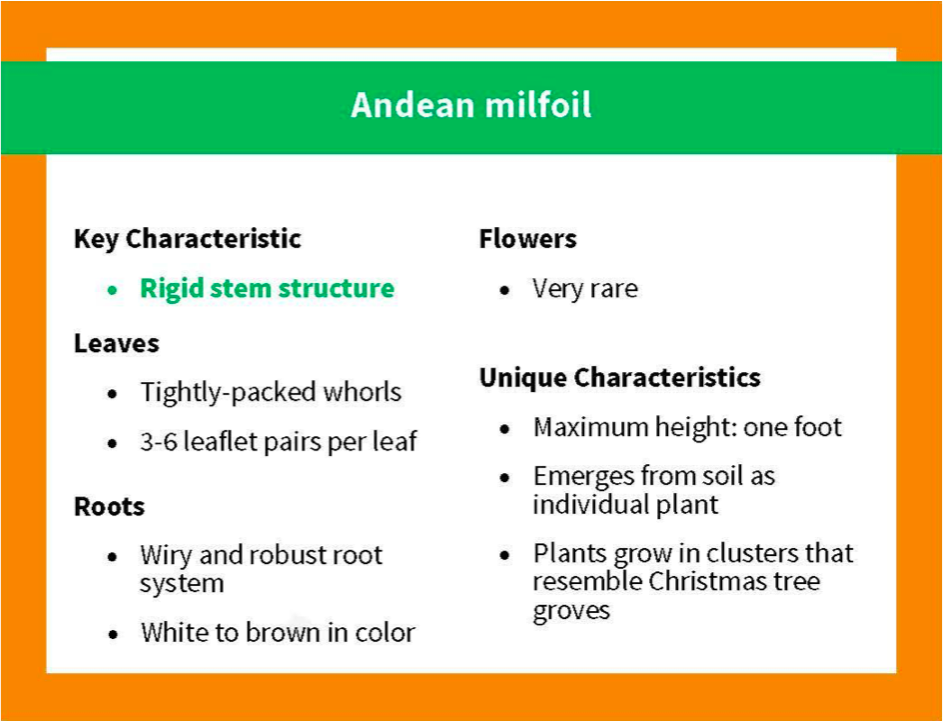 Andean milfoil
Key Characteristic
• Rigid stem structure
Leaves
• Tightly-packed whorls
• 3-6 leaflet pairs per leaf
Roots
• Wiry and robust root
system
• White to brown in color
Flowers
• Very rare
Unique Characteristics
• Maximum height: one foot
• Emerges from soil as
individual plant
• Plants grow in clusters that
resemble Christmas tree
groves